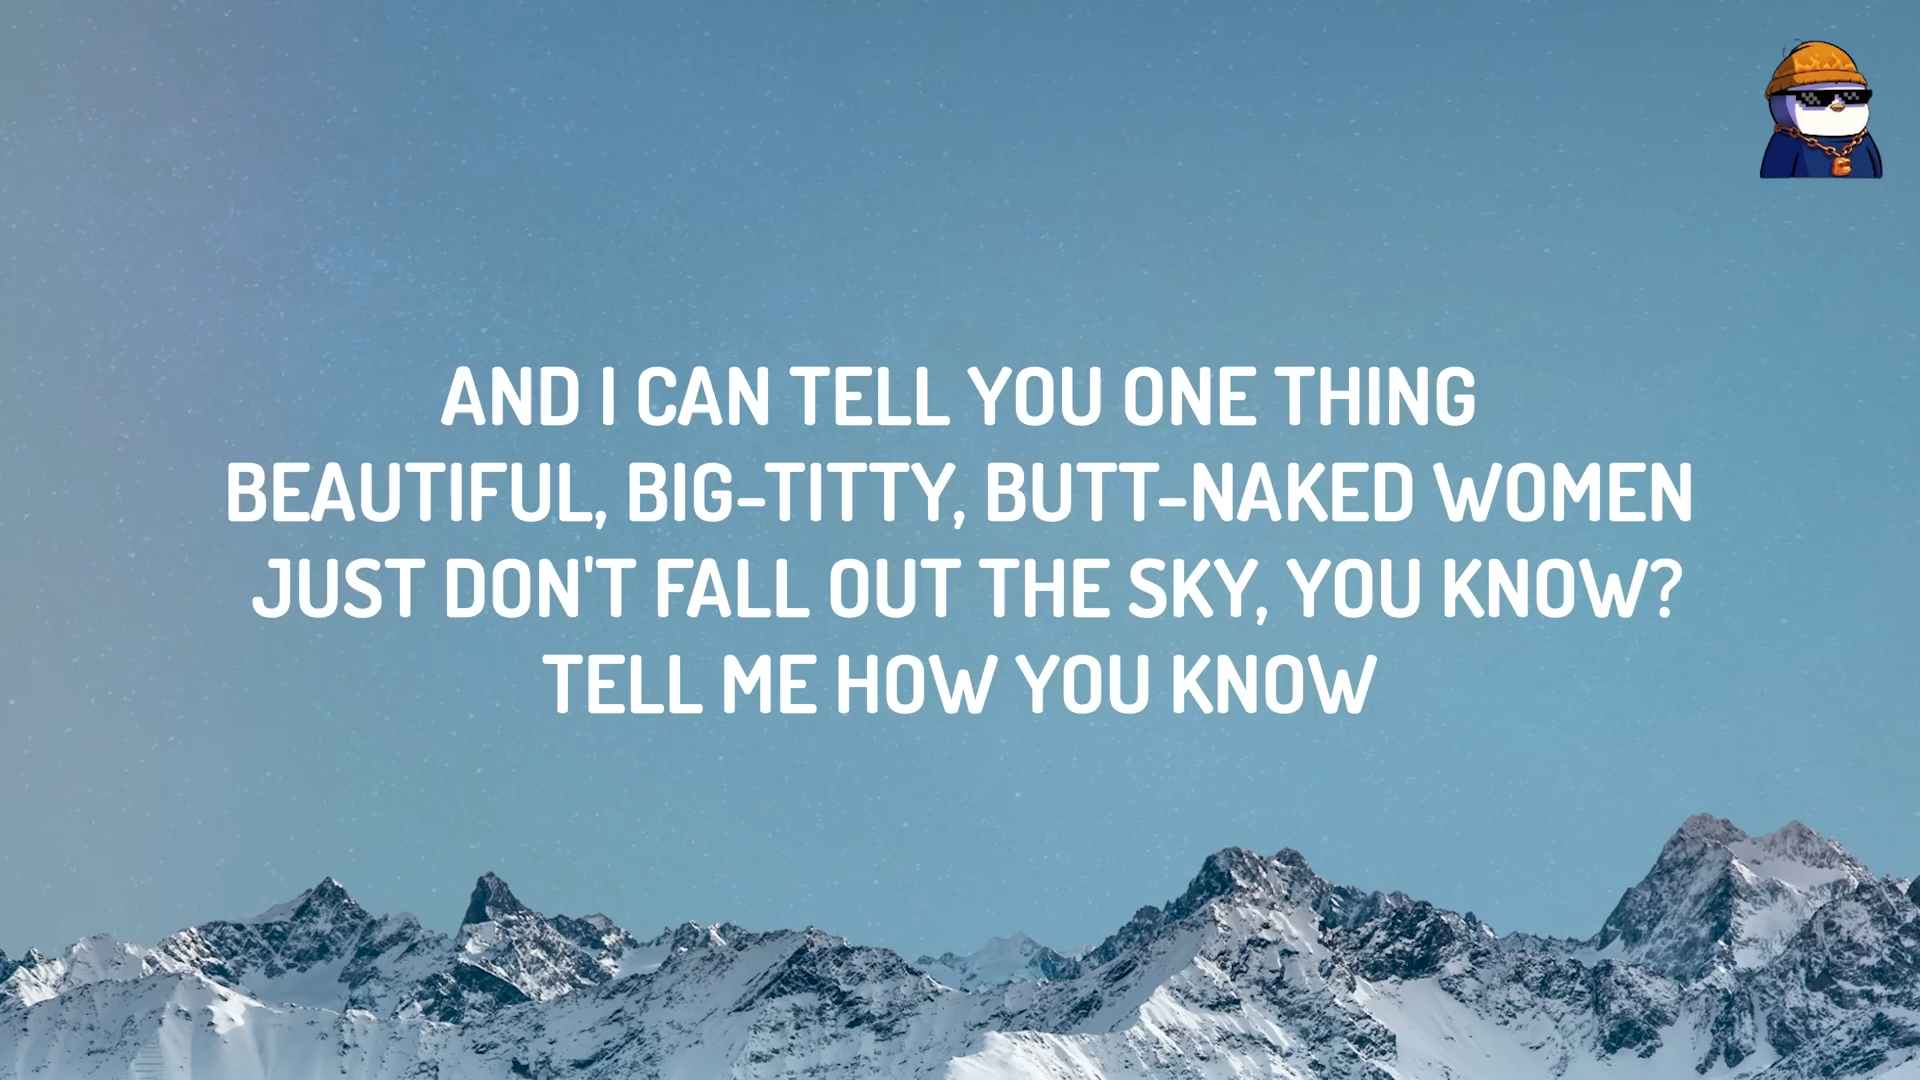 AND I CAN TELL YOU ONE THING
BEAUTIFUL, BIG-TITTY, BUTT-NAKED WOMEN
JUST DON'T FALL OUT THE SKY, YOU KNOW?
TELL ME HOW YOU KNOW